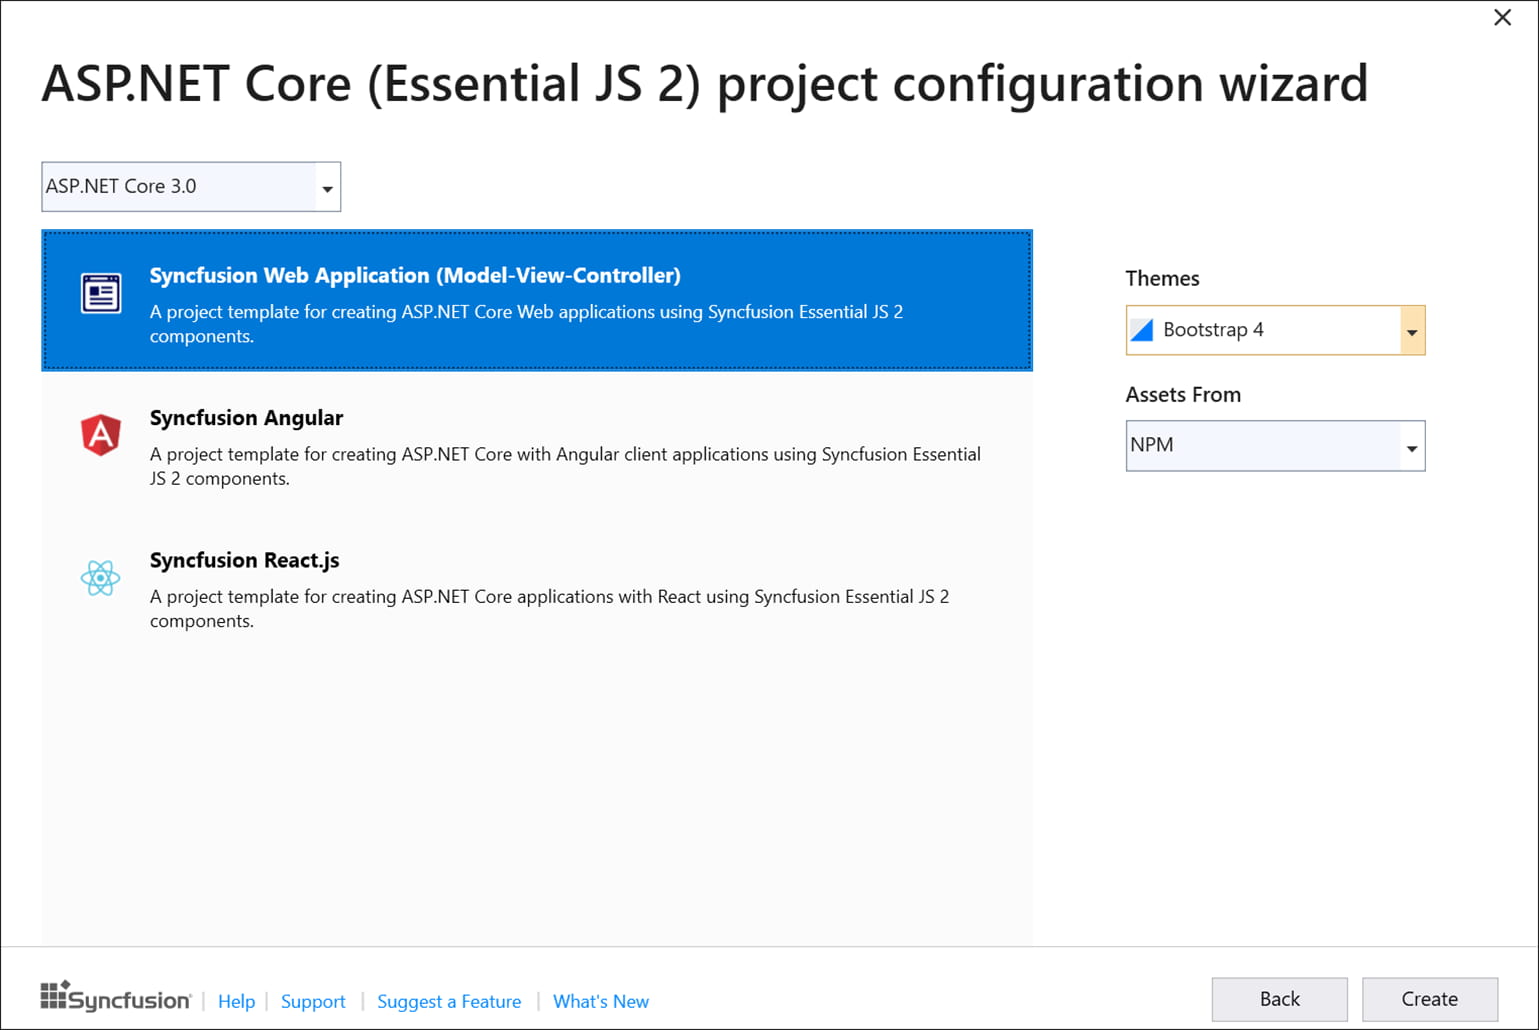 ASP.NET Core (Essential JS 2) project configuration wizard
ASP.NET Core 3.0
Syncfusion Web Application (Model-View-Controller)
A project template for creating ASP.NET Core Web applications using Syncfusion Essential JS 2
components.
Syncfusion Angular
A project template for creating ASP.NET Core with Angular client applications using Syncfusion Essential
JS 2 components.
Syncfusion React.js
A project template for creating ASP.NET Core applications with React using Syncfusion Essential JS 2
components.
Themes
Bootstrap 4
Assets From
NPM
Syncfusion | Help | Support | Suggest a Feature | What's New
Back
Create